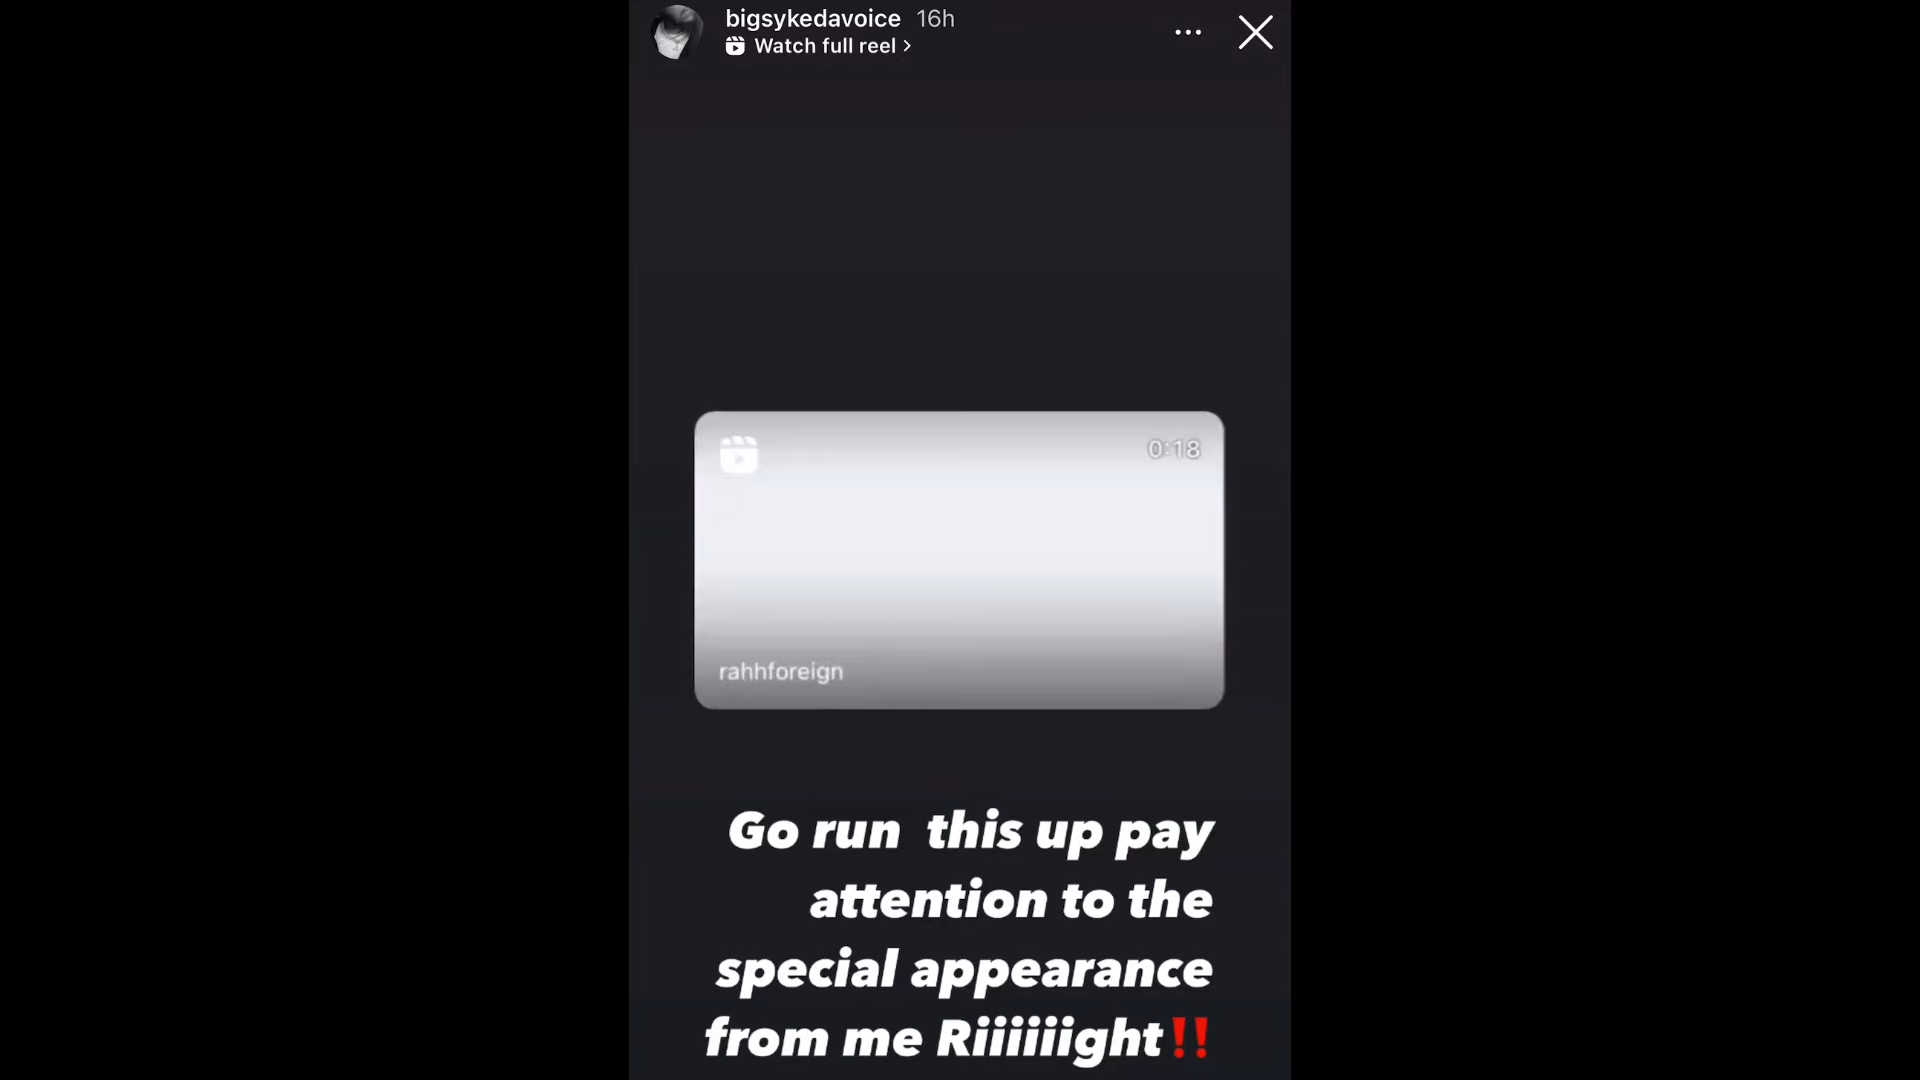 bigsykedavoice 16h
Watch full reel >
0:18
rahhforeign
Go run this up pay
attention to the
special appearance
from me Riiiiiight‼️